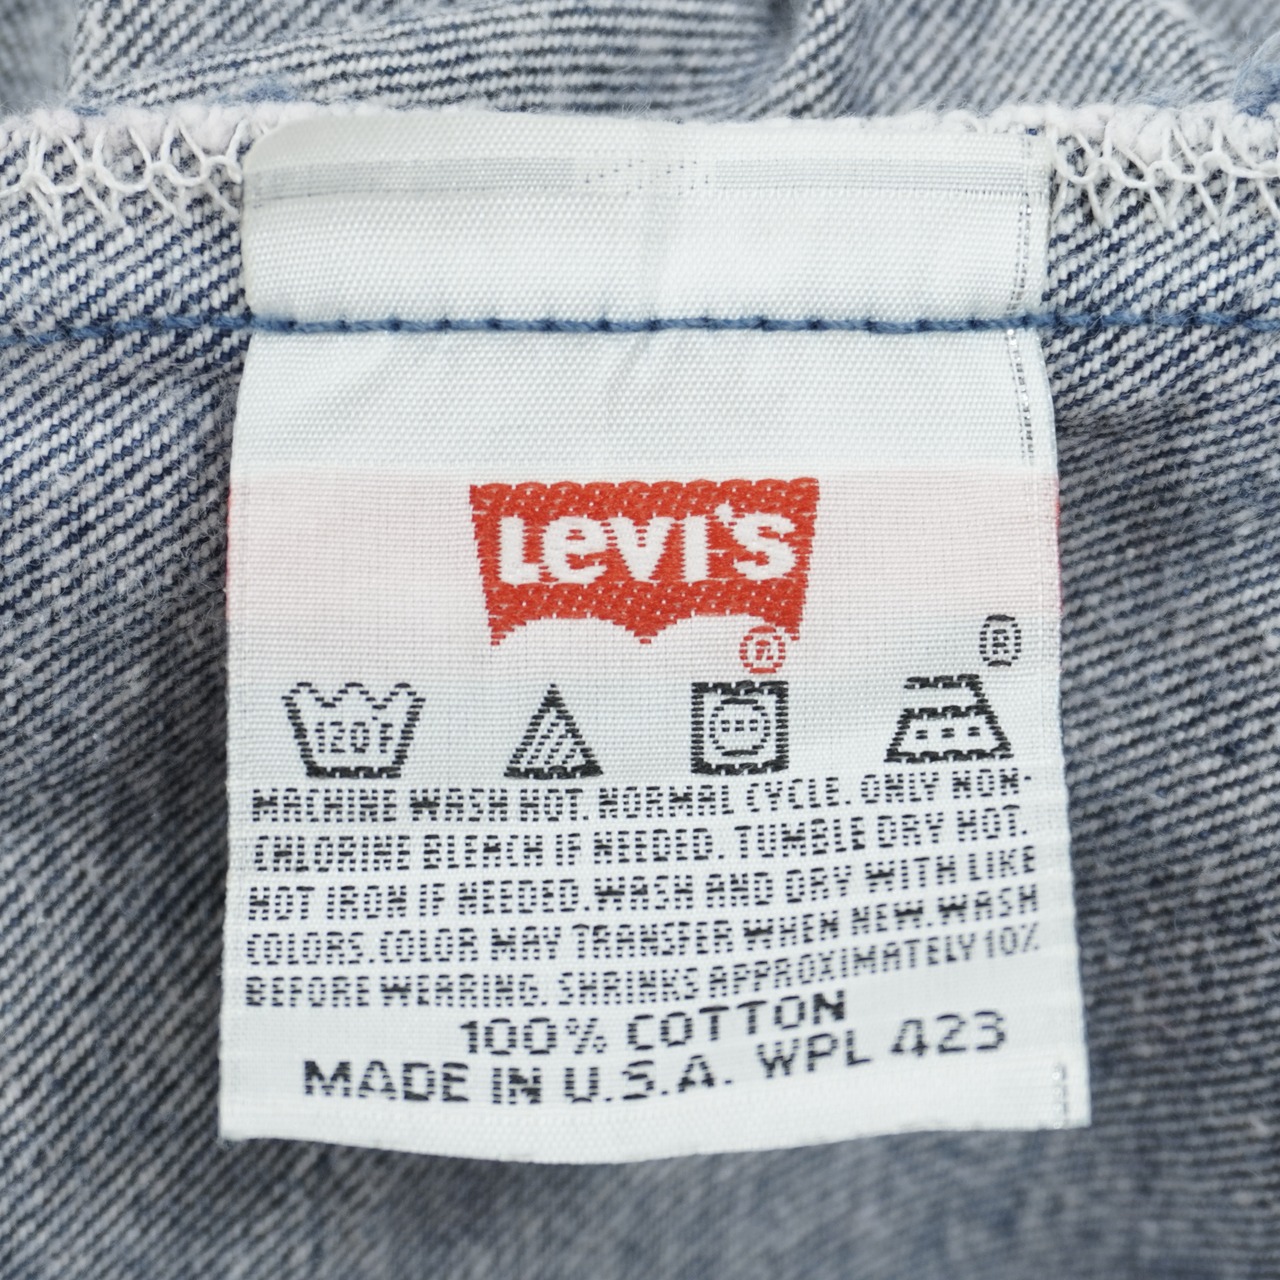 LEVI'S
®
®
120°F
MACHINE WASH HOT. NORMAL CYCLE. ONLY NON-
CHLORINE BLEACH IF NEEDED. TUMBLE DRY HOT.
HOT IRON IF NEEDED. WASH AND DRY WITH LIKE
COLORS. COLOR MAY TRANSFER WHEN NEW. WASH
BEFORE WEARING. SHRINKS APPROXIMATELY 10%
100% COTTON
MADE IN U.S.A. WPL 423